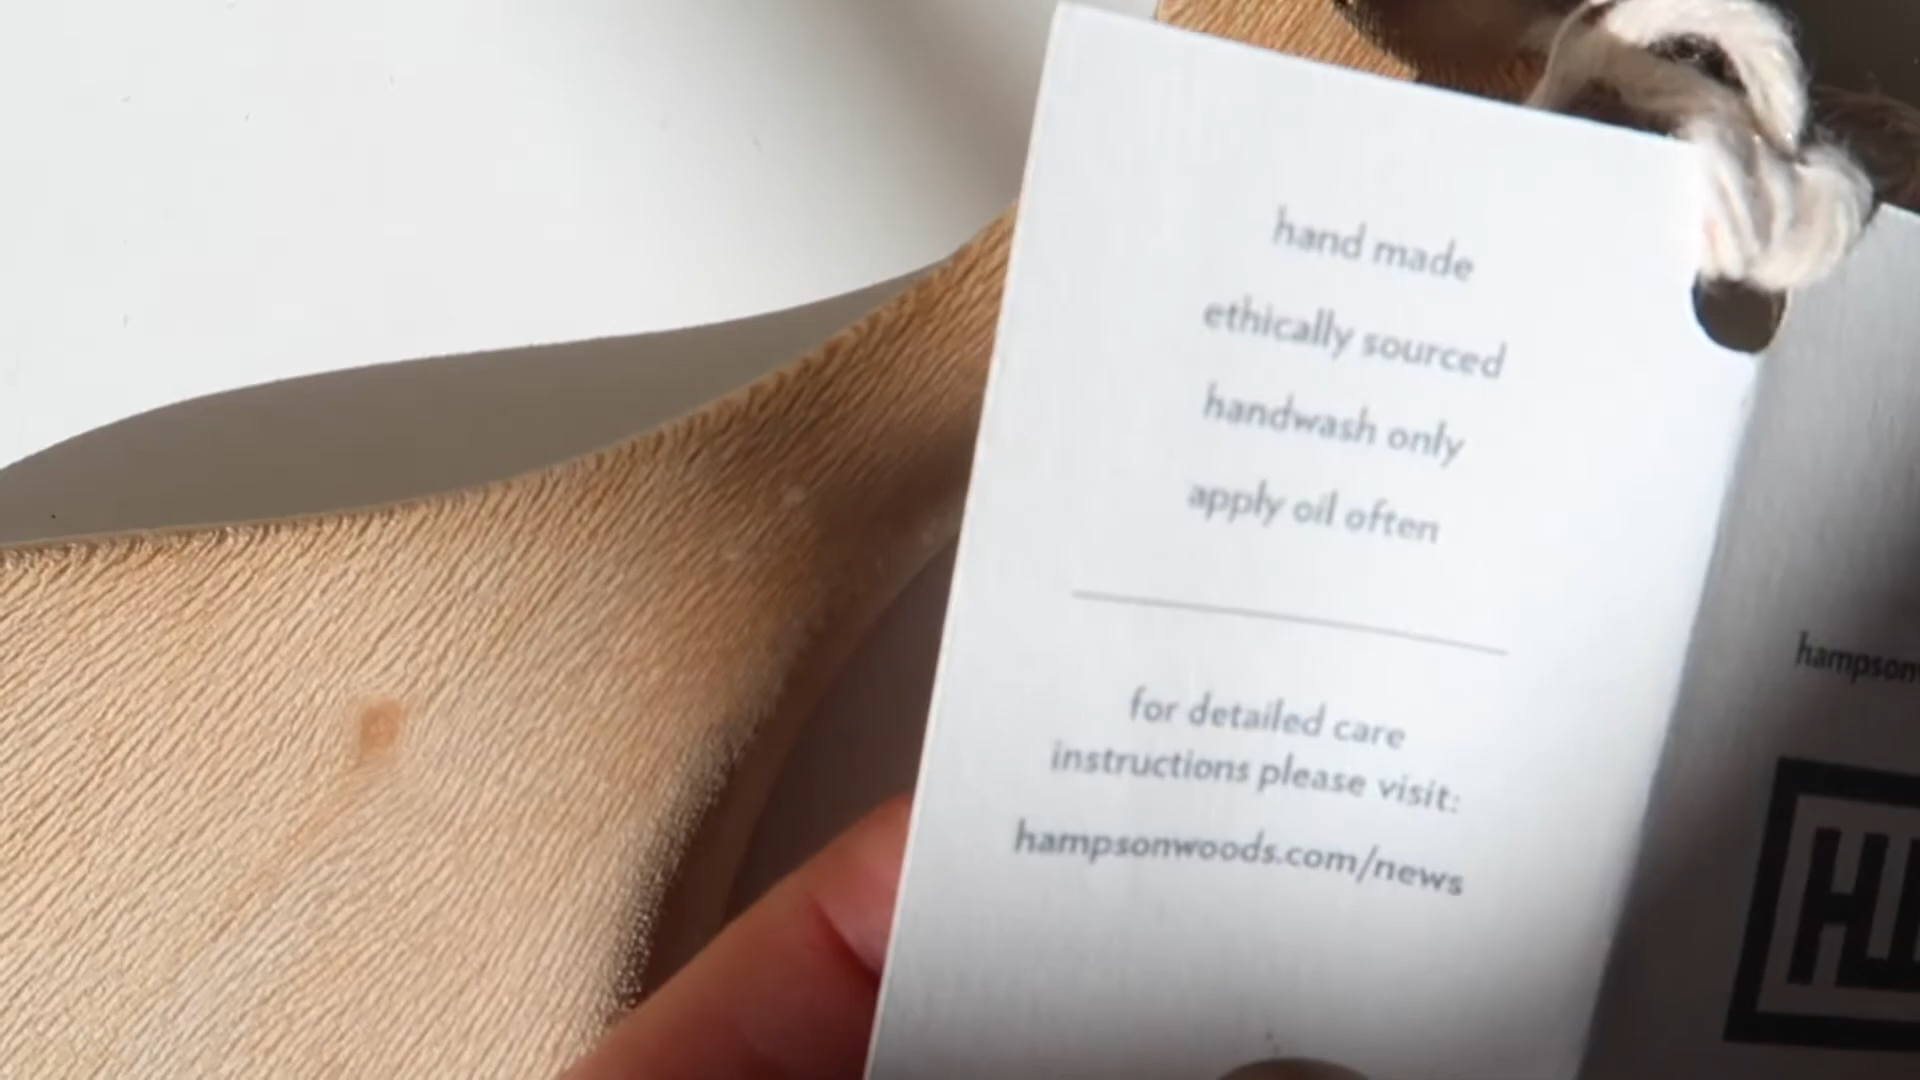 hand made
ethically sourced
handwash only
apply oil often
for detailed care
instructions please visit:
hampsonwoods.com/news